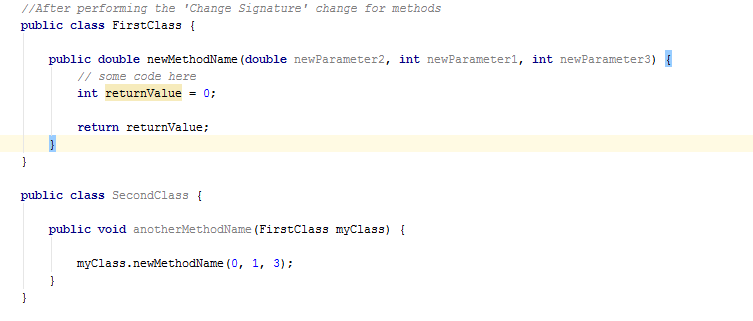 //After performing the 'Change Signature' change for methods
public class FirstClass {
public double newMethodName(double newParameter2, int newParameter1, int newParameter3) {
// some code here
int returnValue = 0;
return returnValue;
}
}
public class SecondClass {
public void anotherMethodName(FirstClass myClass) {
myClass.newMethodName(0, 1, 3);
}
}